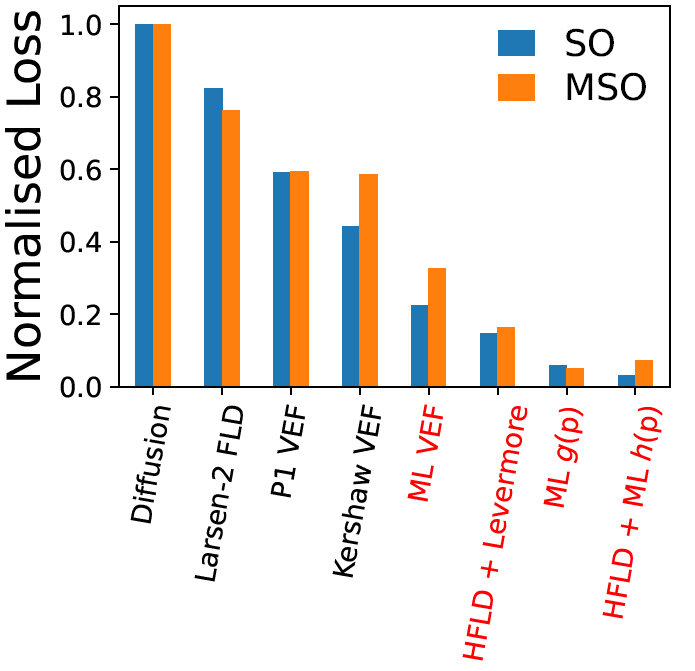 Normalised Loss
1.0
0.8
0.6
0.4
0.2
0.0
SO
MSO
Diffusion
Larsen-2 FLD
P1 VEF
Kershaw VEF
ML VEF
HFLD + Levermore
ML g(p)
HFLD + ML h(p)